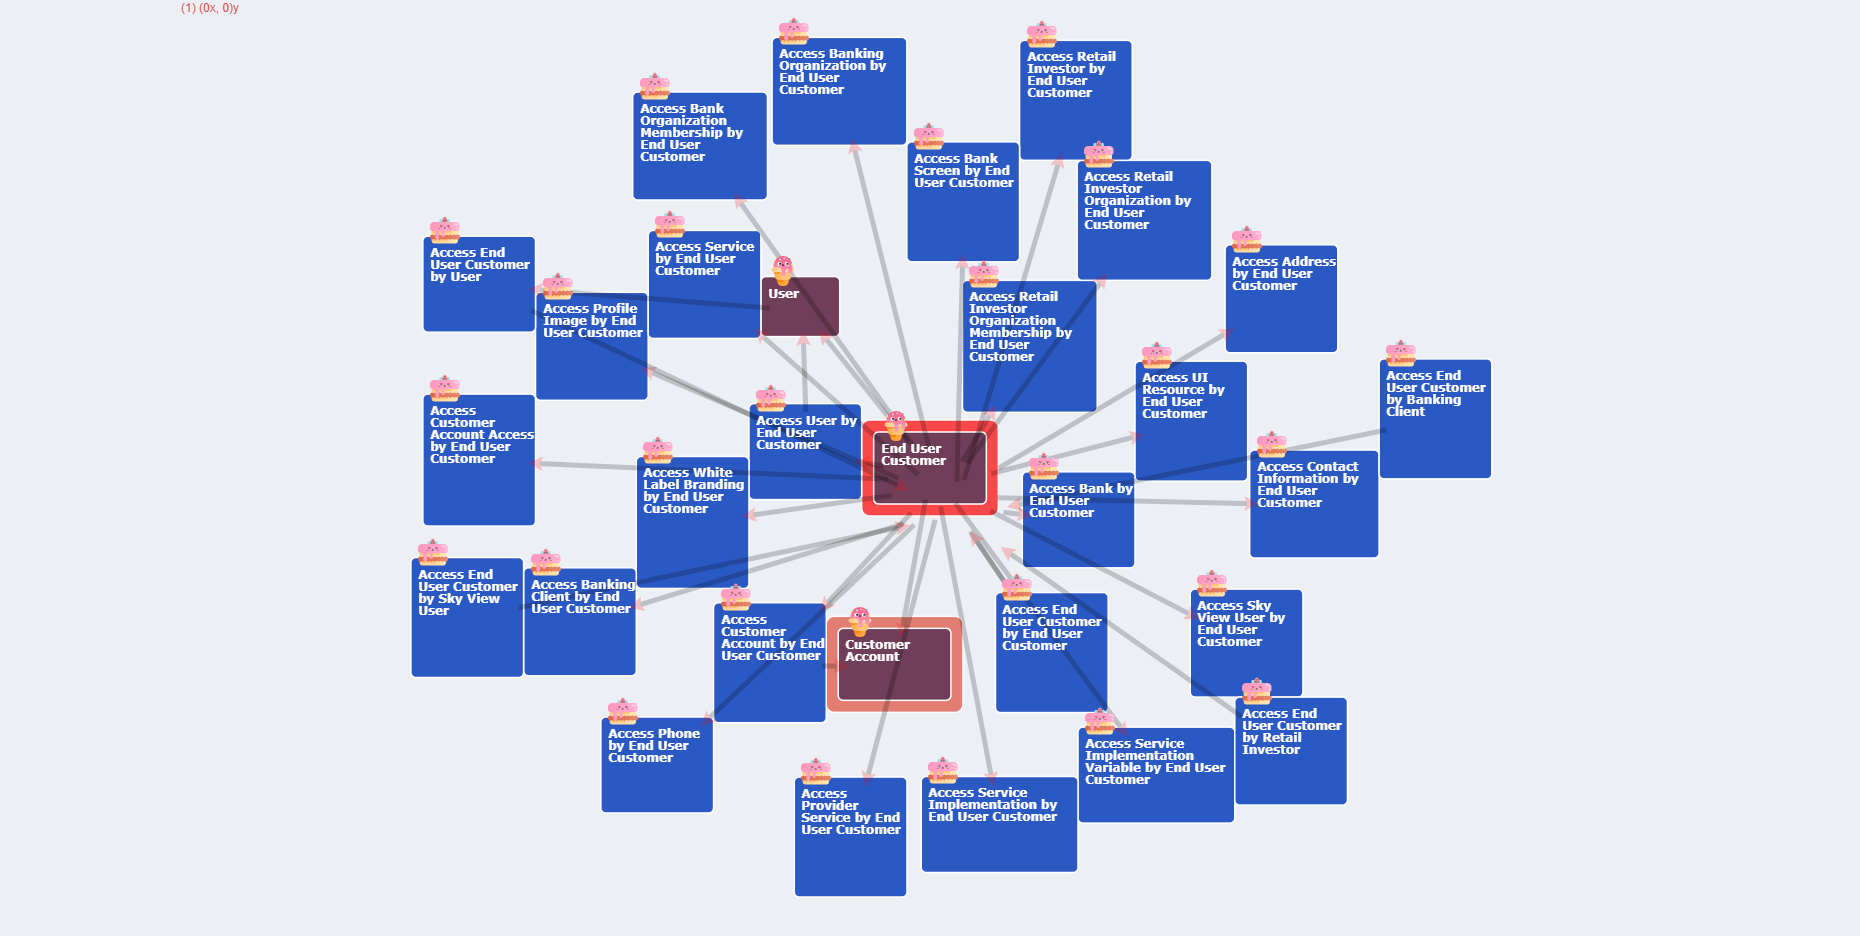 (1) (0x, 0)y
Access Banking
Organization by
End User
Customer
Access Retail
Investor by
End User
Customer
Access Bank
Organization
Membership by
End User
Customer
Access Bank
Screen by End
User Customer
Access Retail
Investor
Organization by
End User
Customer
Access End
User Customer
by User
Access Service
by End User
Customer
User
Access Address
by End User
Customer
Access Profile
Image by End
User Customer
Access Retail
Investor
Organization
Membership by
End User
Customer
Access UI
Resource by
End User
Customer
Access End
User Customer
by Banking
Client
Access
Customer
Account Access
by End User
Customer
Access User by
End User
Customer
End User
Customer
Access White
Label Branding
by End User
Customer
Access Bank by
End User
Customer
Access Contact
Information by
End User
Customer
Access End
User Customer
by Sky View
User
Access Banking
Client by End
User Customer
Access
Customer
Account by End
User Customer
Customer
Account
Access End
User Customer
by End User
Customer
Access Sky
View User by
End User
Customer
Access Phone
by End User
Customer
Access End
User Customer
by Retail
Investor
Access Service
Implementation
Variable by End User
Customer
Access
Provider
Service by End
User Customer
Access Service
Implementation by
End User Customer